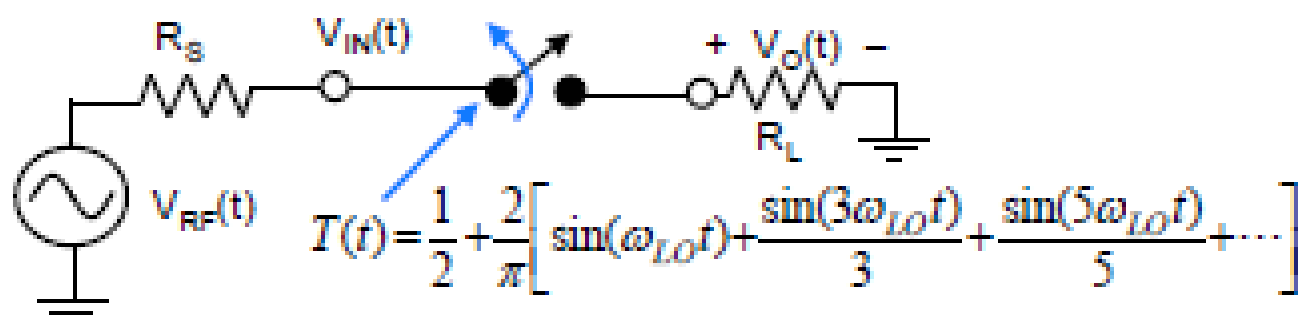 R_S V_IN(t) + V_O(t) −
R_L
V_RF(t)
T(t)=1/2+2/π[sin(ω_LO t)+sin(3ω_LO t)/3+sin(5ω_LO t)/5+⋯]